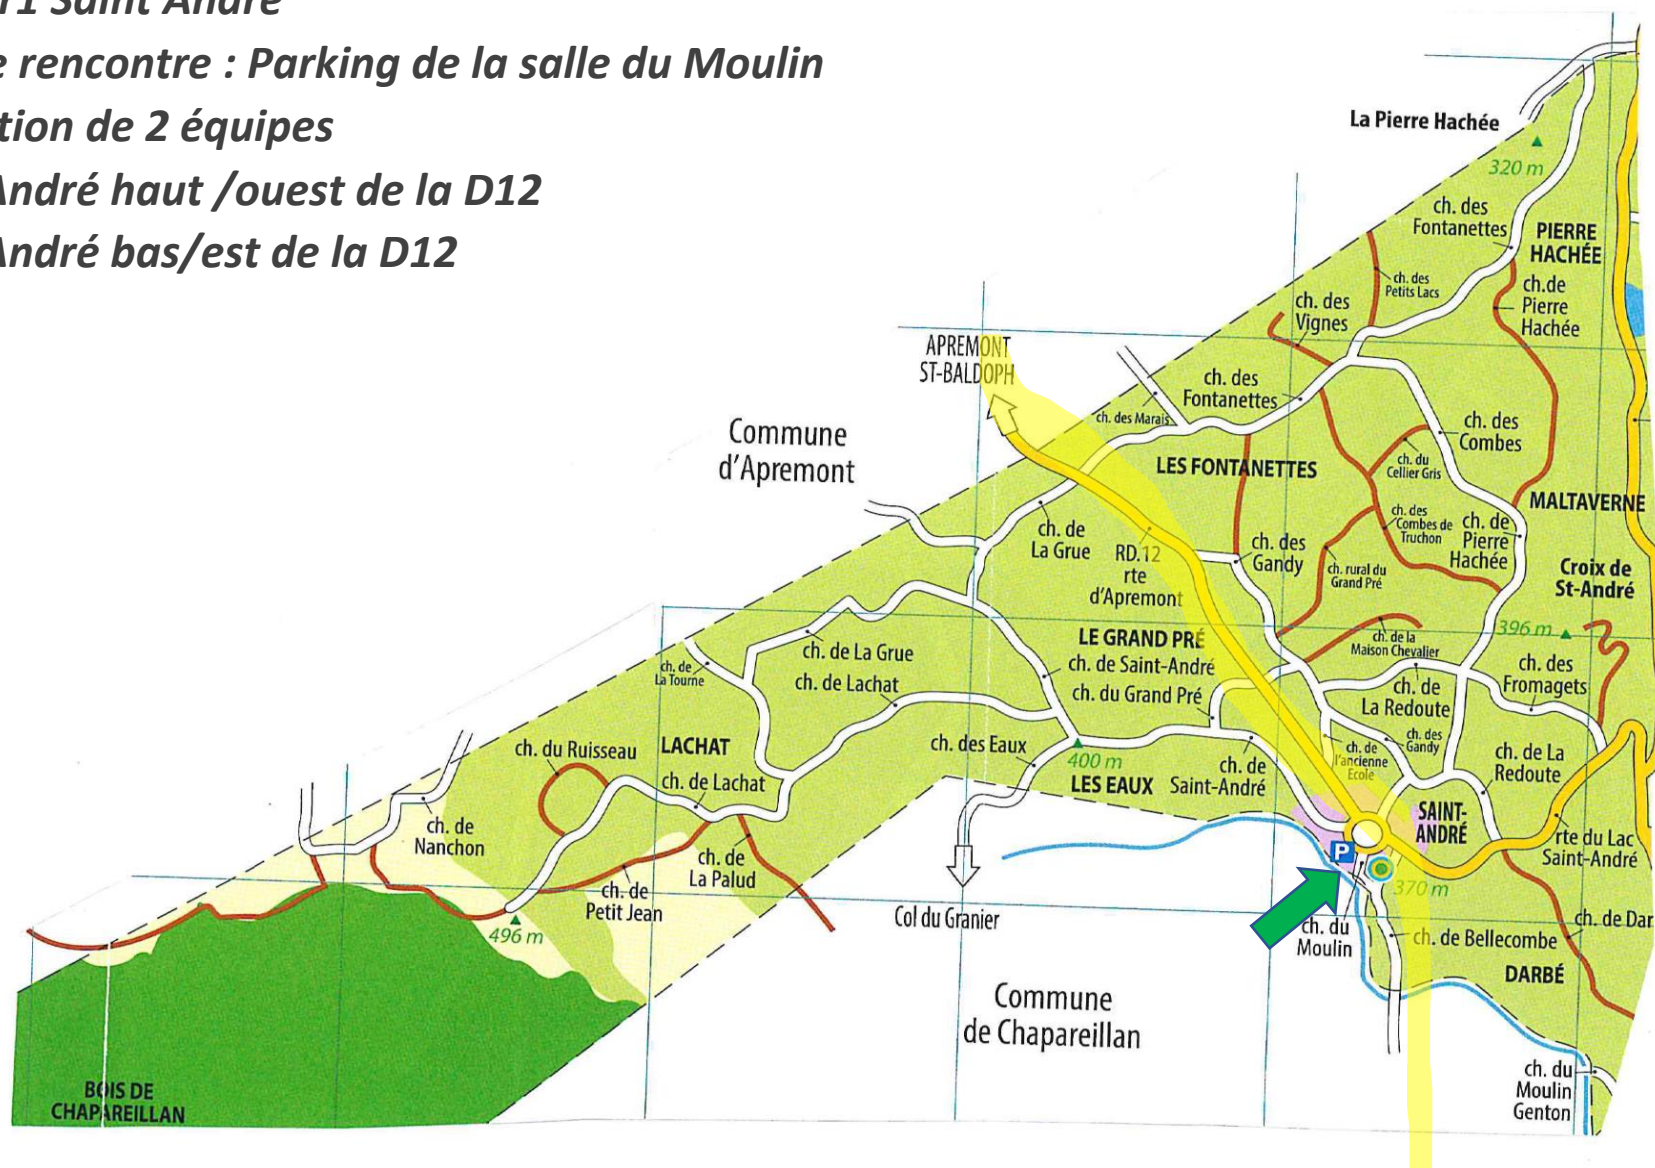 r1 Saint André
e rencontre : Parking de la salle du Moulin
tion de 2 équipes
André haut /ouest de la D12
André bas/est de la D12
La Pierre Hachée
320 m
ch. des
Fontanettes
PIERRE
HACHÉE
ch. des
Petits Lacs
ch.de
Pierre
Hachée
ch. des
Vignes
APREMONT
ST-BALDOPH
ch. des
Fontanettes
ch. des Marais
ch. des
Combes
Commune
d'Apremont
LES FONTANETTES
ch. du
Cellier Gris
MALTAVERNE
ch. de
La Grue
RD.12
rte
d'Apremont
ch. des
Gandy
ch. des
Combes de
Truchon
ch. de
Pierre
Hachée
ch. rural du
Grand Pré
Croix de
St-André
396 m
LE GRAND PRÉ
ch. de la
Maison Chevalier
ch. de La Grue
ch. de Saint-André
ch. de
La Tourne
ch. de Lachat
ch. du Grand Pré
ch. de
La Redoute
ch. des
Fromagets
ch. du Ruisseau
LACHAT
ch. des Eaux
400 m
ch. de
l'ancienne
Ecole
ch. des
Gandy
ch. de La
Redoute
ch. de Lachat
LES EAUX
ch. de
Saint-André
SAINT-
ANDRÉ
ch. de
Nanchon
rte du Lac
Saint-André
P
ch. de
La Palud
370 m
ch. de
Petit Jean
496 m
Col du Granier
ch. du
Moulin
ch. de Bellecombe
ch. de Dar
DARBÉ
Commune
de Chapareillan
BOIS DE
CHAPAREILLAN
ch. du
Moulin
Genton